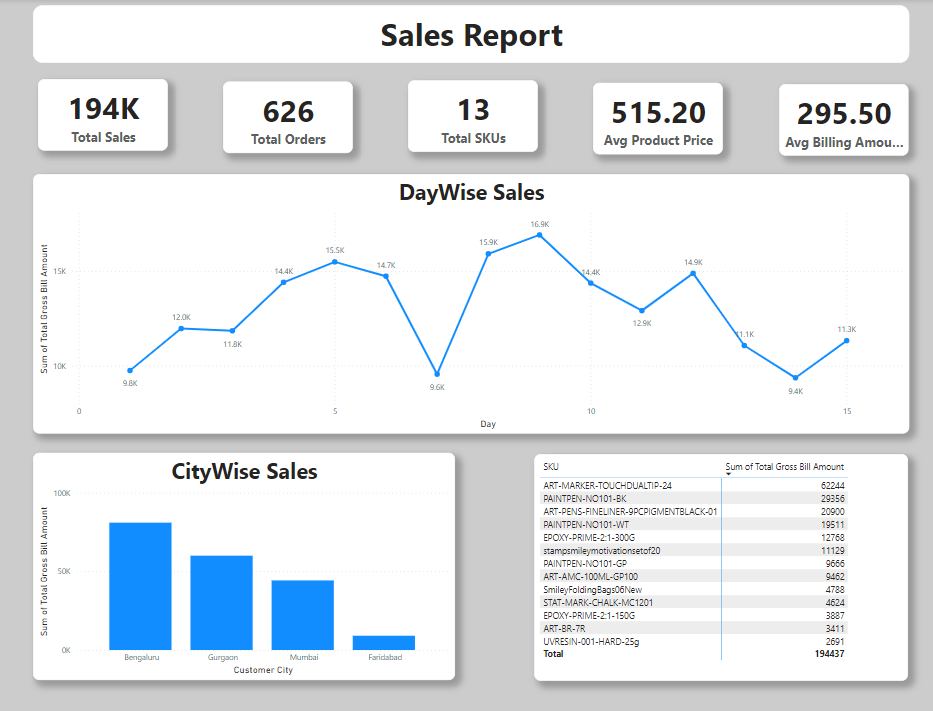 Sales Report
194K
Total Sales
626
Total Orders
13
Total SKUs
515.20
Avg Product Price
295.50
Avg Billing Amou...
DayWise Sales
Sum of Total Gross Bill Amount
15K
10K
9.8K
12.0K
11.8K
14.4K
15.5K
14.7K
9.6K
15.9K
16.9K
14.4K
12.9K
14.9K
11.1K
9.4K
11.3K
0 5 10 15
Day
CityWise Sales
Sum of Total Gross Bill Amount
100K
50K
0K
Bengaluru Gurgaon Mumbai Faridabad
Customer City
SKU Sum of Total Gross Bill Amount
ART-MARKER-TOUCHDUALTIP-24 62244
PAINTPEN-NO101-BK 29356
ART-PENS-FINELINER-9PCPIGMENTBLACK-01 20900
PAINTPEN-NO101-WT 19511
EPOXY-PRIME-2:1-300G 12768
stampsmileymotivationsetof20 11129
PAINTPEN-NO101-GP 9666
ART-AMC-100ML-GP100 9462
SmileyFoldingBags06New 4788
STAT-MARK-CHALK-MC1201 4624
EPOXY-PRIME-2:1-150G 3887
ART-BR-7R 3411
UVRESIN-001-HARD-25g 2691
Total 194437